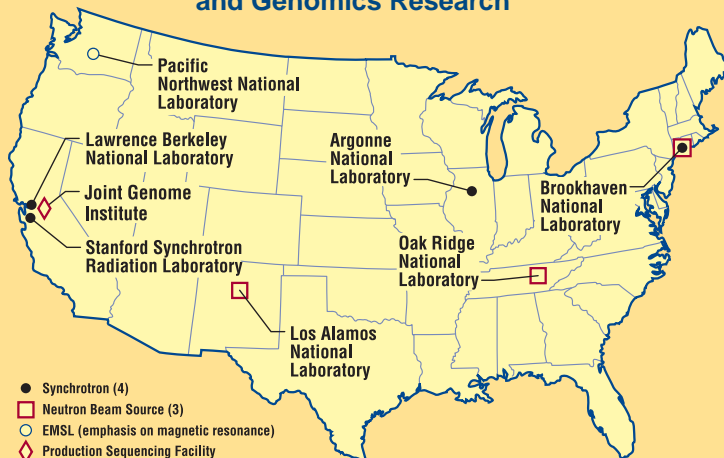 and Genomics Research
Pacific
Northwest National
Laboratory
Lawrence Berkeley
National Laboratory
Joint Genome
Institute
Stanford Synchrotron
Radiation Laboratory
Argonne
National
Laboratory
Brookhaven
National
Laboratory
Oak Ridge
National
Laboratory
Los Alamos
National
Laboratory
Synchrotron (4)
Neutron Beam Source (3)
EMSL (emphasis on magnetic resonance)
Production Sequencing Facility